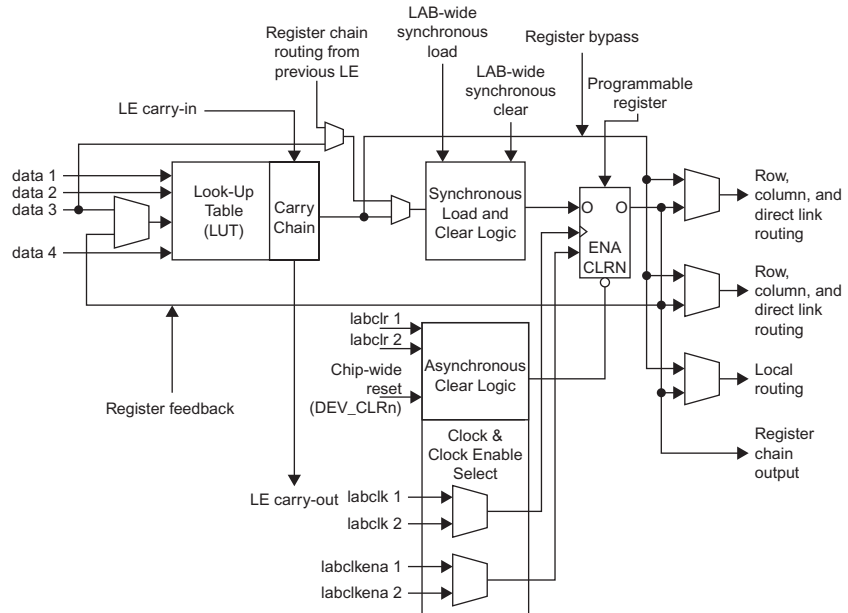 LAB-wide
synchronous
load
Register chain
routing from
previous LE
Register bypass
LAB-wide
synchronous
clear
Programmable
register
LE carry-in
data 1
data 2
data 3
data 4
Look-Up
Table
(LUT)
Carry
Chain
Synchronous
Load and
Clear Logic
O
O
ENA
CLRN
Row,
column, and
direct link
routing
Row,
column, and
direct link
routing
Local
routing
Register
chain
output
labclr 1
labclr 2
Chip-wide
reset
(DEV_CLRn)
Asynchronous
Clear Logic
Register feedback
Clock &
Clock Enable
Select
LE carry-out
labclk 1
labclk 2
labclkena 1
labclkena 2